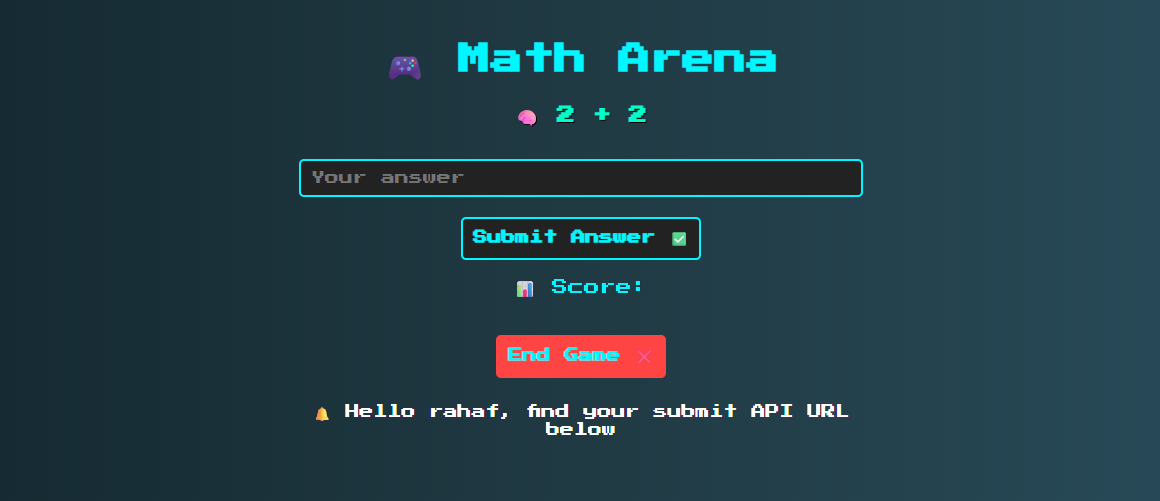 🎮 Math Arena
🧠 2 + 2
Your answer
Submit Answer ✅
📊 Score:
End Game ❌
🔔 Hello rahaf, find your submit API URL
below